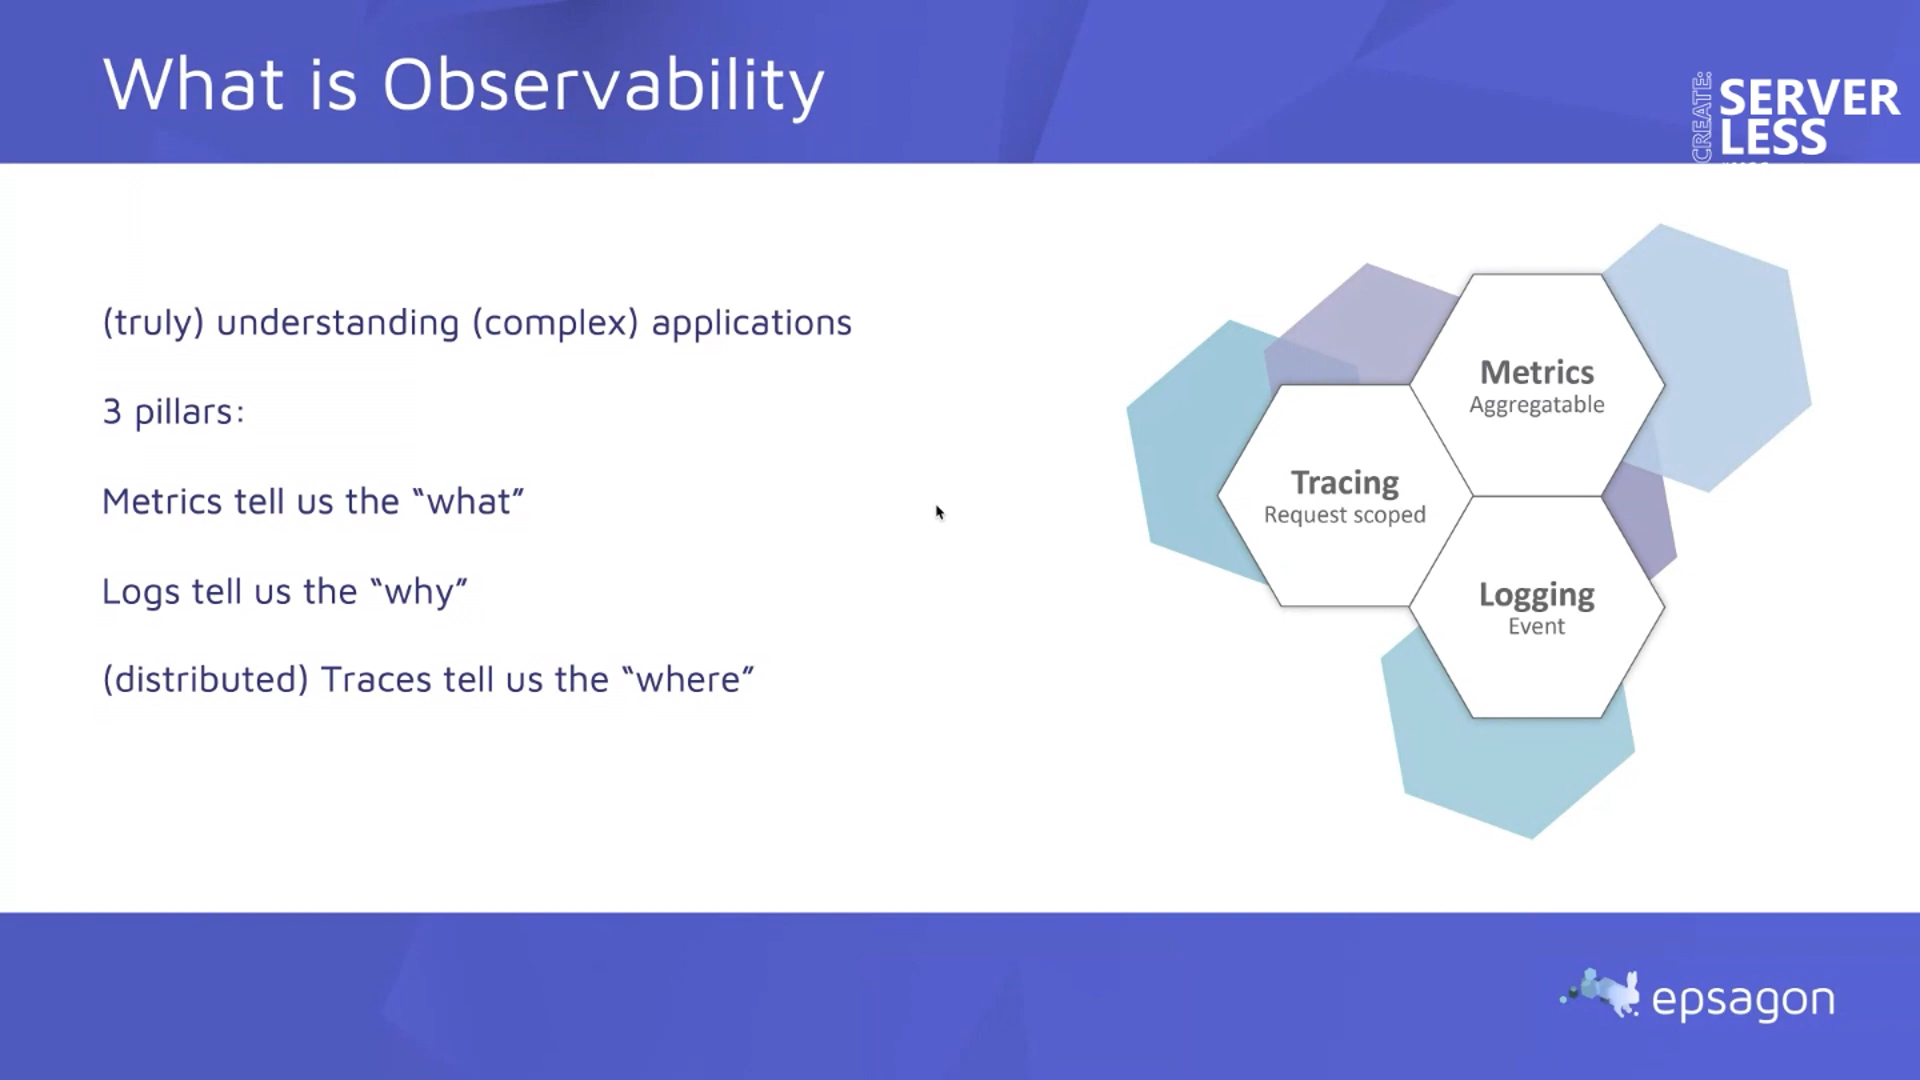 What is Observability
CREATE:
SERVER
LESS
(truly) understanding (complex) applications
3 pillars:
Metrics tell us the “what”
Logs tell us the “why”
(distributed) Traces tell us the “where”
Metrics
Aggregatable
Tracing
Request scoped
Logging
Event
epsagon